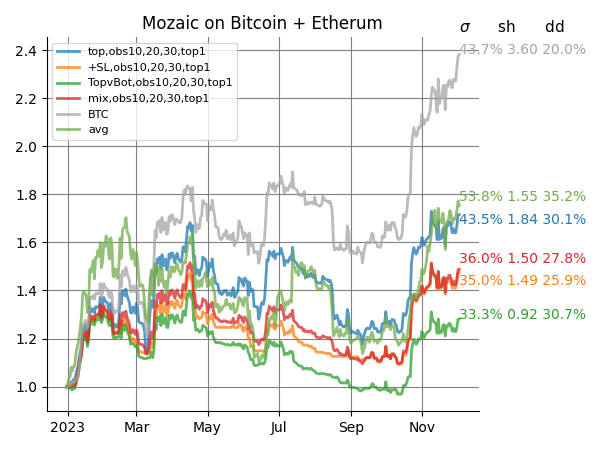 Mozaic on Bitcoin + Etherum
σ sh dd
top,obs10,20,30,top1
+SL,obs10,20,30,top1
TopvBot,obs10,20,30,top1
mix,obs10,20,30,top1
BTC
avg
43.7% 3.60 20.0%
53.8% 1.55 35.2%
43.5% 1.84 30.1%
36.0% 1.50 27.8%
35.0% 1.49 28.9%
33.3% 0.92 30.7%
2.4
2.2
2.0
1.8
1.6
1.4
1.2
1.0
2023 Mar May Jul Sep Nov